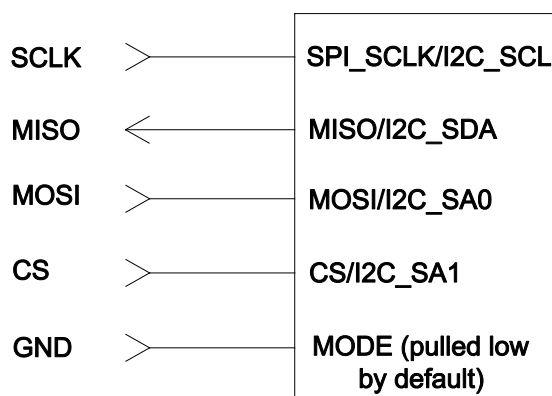 SCLK SPI_SCLK/I2C_SCL
MISO MISO/I2C_SDA
MOSI MOSI/I2C_SA0
CS CS/I2C_SA1
GND MODE (pulled low
by default)